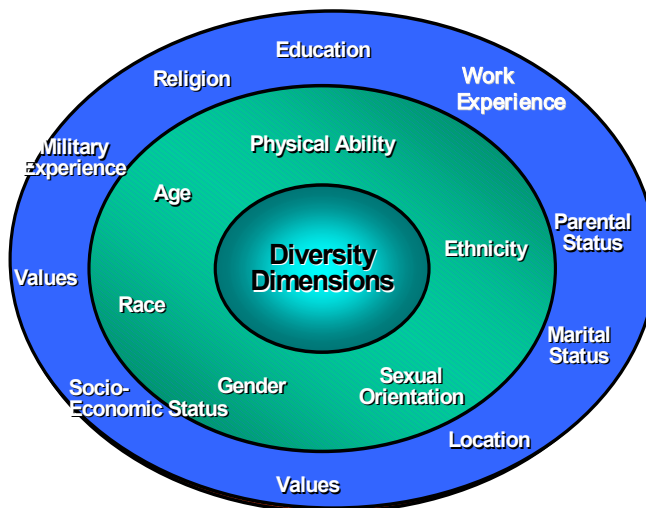 Education
Religion
Work
Experience
Physical Ability
Military
Experience
Age
Parental
Status
Ethnicity
Diversity
Dimensions
Values
Race
Marital
Status
Sexual
Orientation
Gender
Socio-
Economic Status
Location
Values